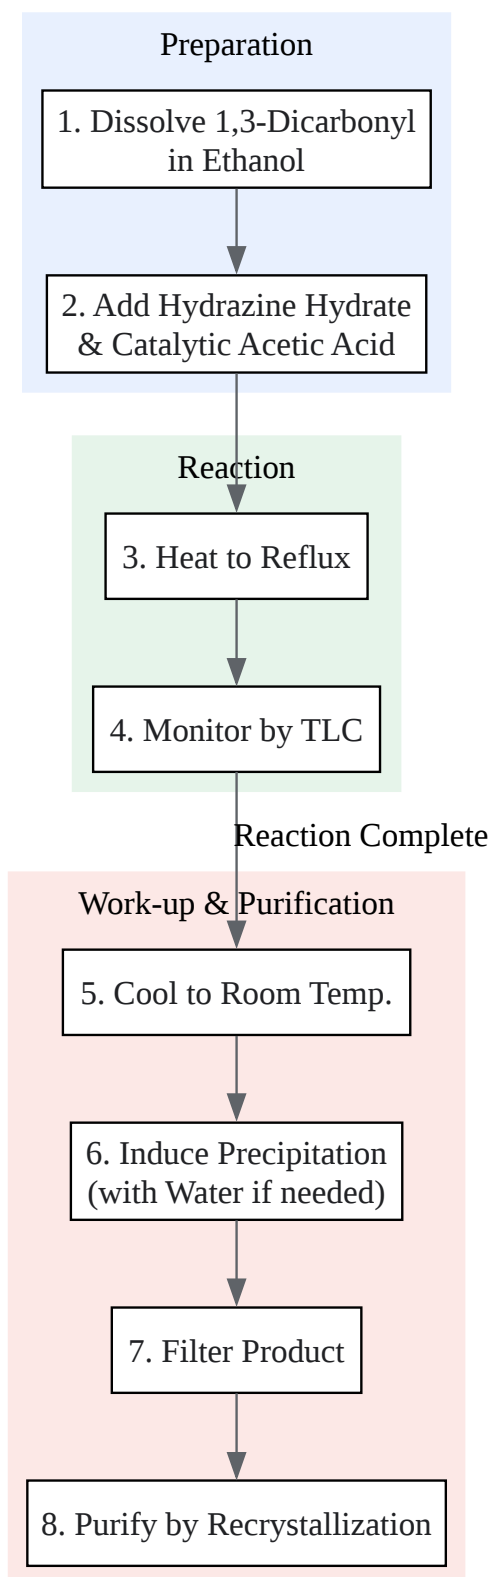 Preparation
1. Dissolve 1,3-Dicarbonyl
in Ethanol
2. Add Hydrazine Hydrate
& Catalytic Acetic Acid
Reaction
3. Heat to Reflux
4. Monitor by TLC
Reaction Complete
Work-up & Purification
5. Cool to Room Temp.
6. Induce Precipitation
(with Water if needed)
7. Filter Product
8. Purify by Recrystallization